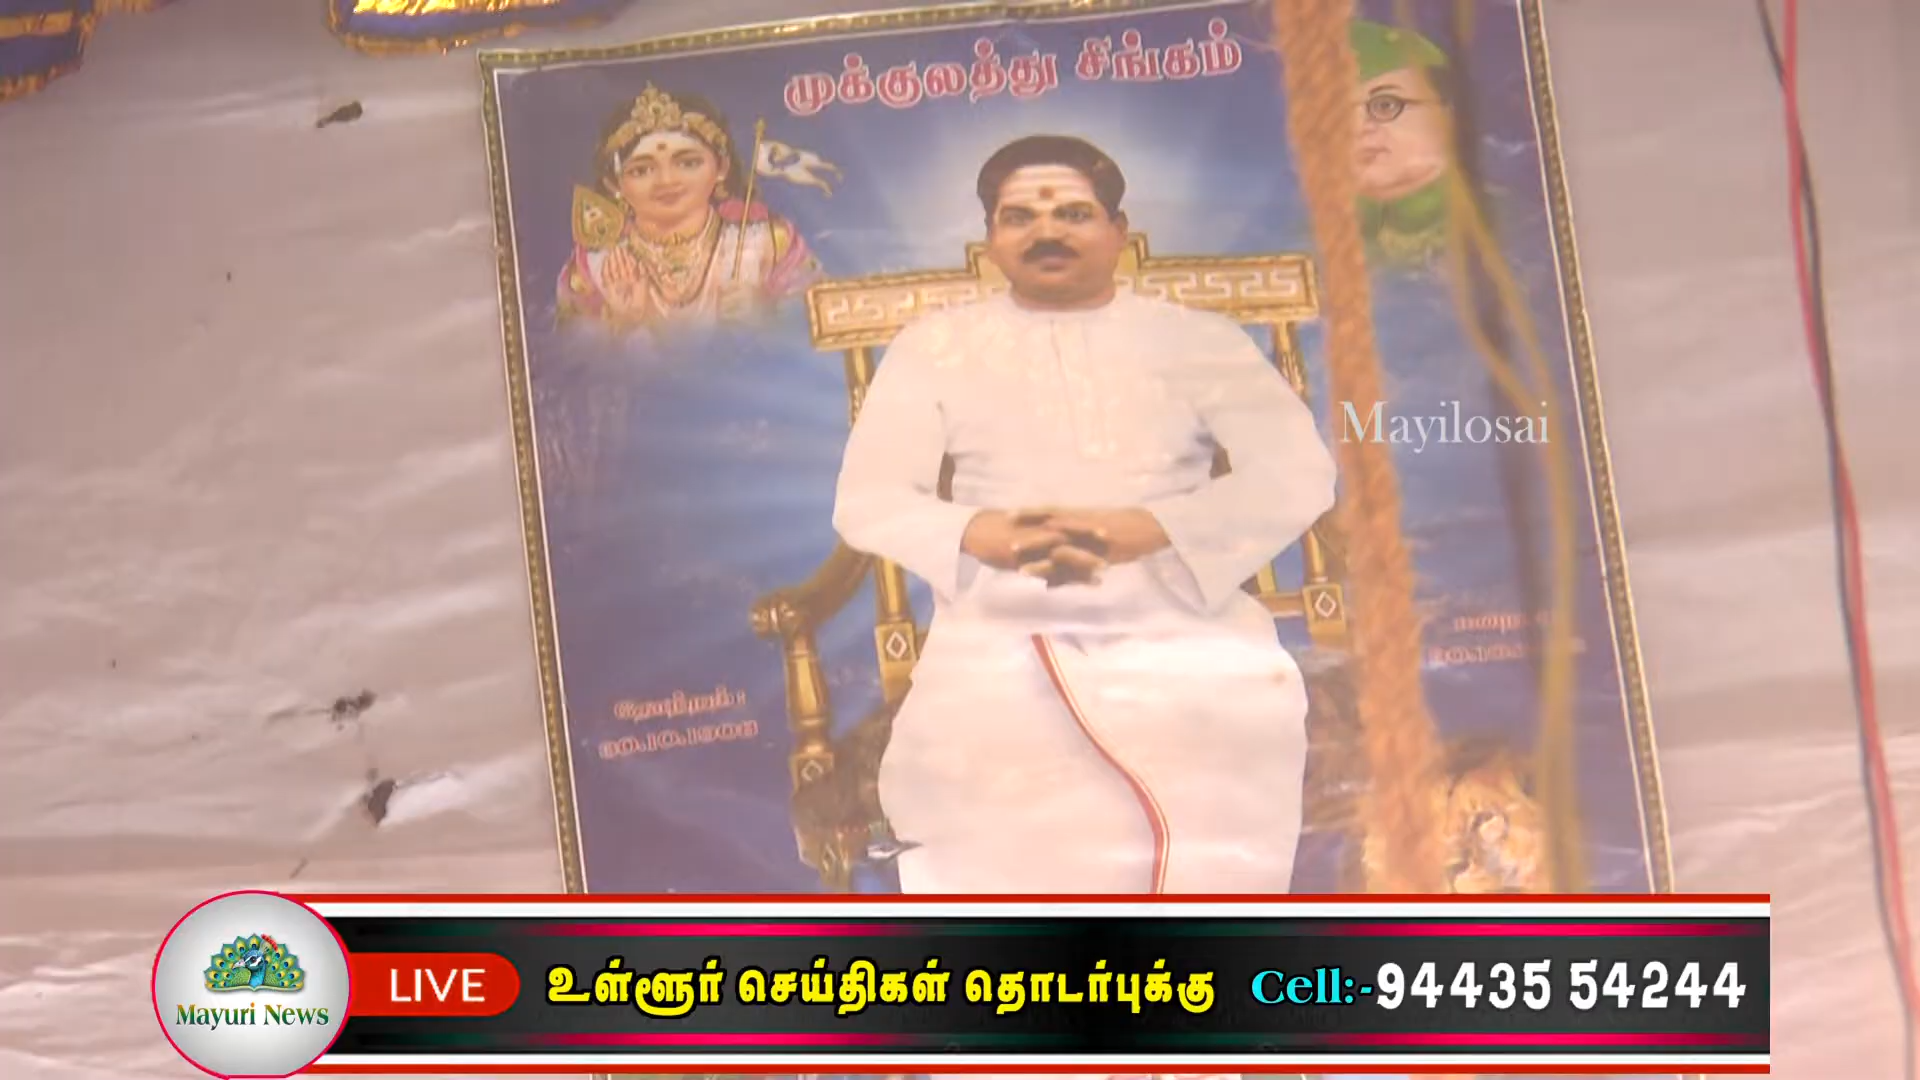 முக்குலத்து சிங்கம்
Mayilosai
Mayuri News
LIVE
உள்ளூர் செய்திகள் தொடர்புக்கு Cell:-94435 54244